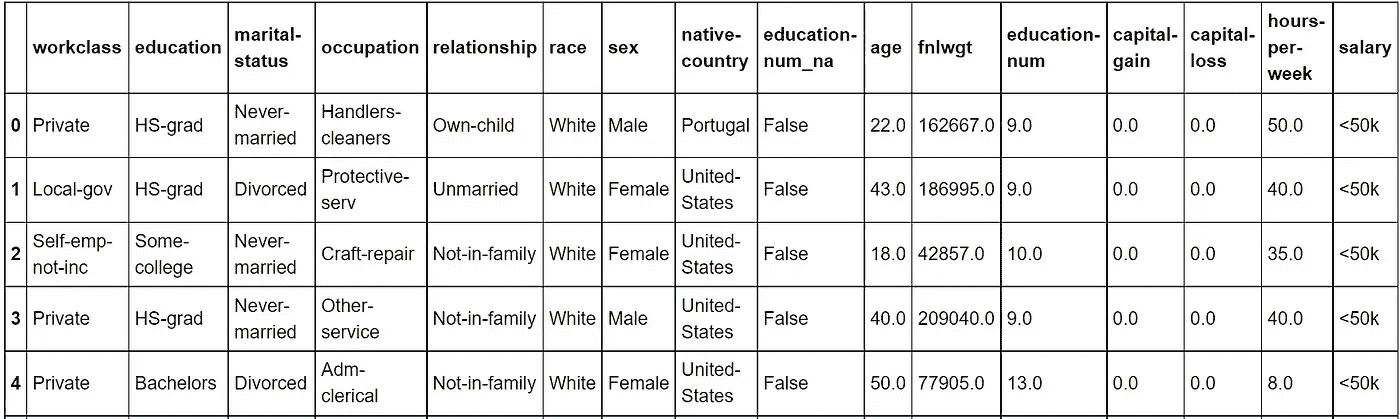 workclass education marital-status occupation relationship race sex native-country education-num_na age fnlwgt education-num capital-gain capital-loss hours-per-week salary
0 Private HS-grad Never-married Handlers-cleaners Own-child White Male Portugal False 22.0 162667.0 9.0 0.0 0.0 50.0 <50k
1 Local-gov HS-grad Divorced Protective-serv Unmarried White Female United-States False 43.0 186995.0 9.0 0.0 0.0 40.0 <50k
2 Self-emp-not-inc Some-college Never-married Craft-repair Not-in-family White Female United-States False 18.0 42857.0 10.0 0.0 0.0 35.0 <50k
3 Private HS-grad Never-married Other-service Not-in-family White Male United-States False 40.0 209040.0 9.0 0.0 0.0 40.0 <50k
4 Private Bachelors Divorced Adm-clerical Not-in-family White Female United-States False 50.0 77905.0 13.0 0.0 0.0 8.0 <50k